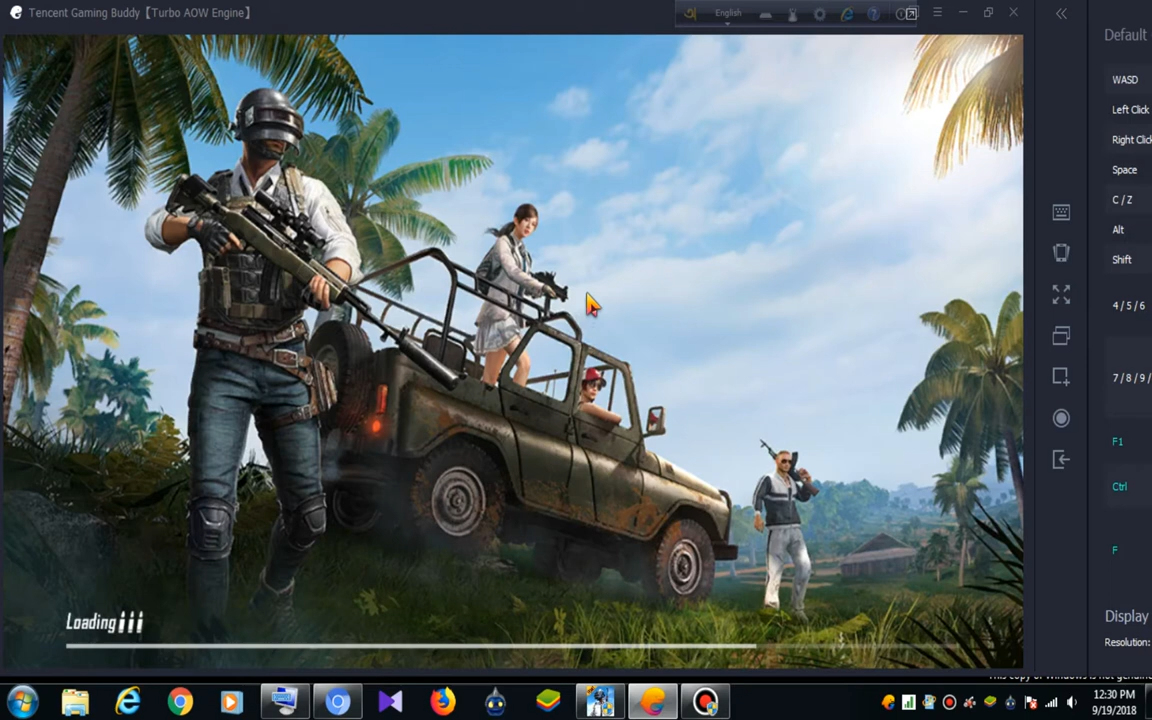 Tencent Gaming Buddy【Turbo AOW Engine】
English
Default
WASD
Left Click
Right Click
Space
C / Z
Alt
Shift
4 / 5 / 6
7 / 8 / 9 /
F1
Ctrl
F
Loading
Display
Resolution:
12:30 PM
9/19/2018